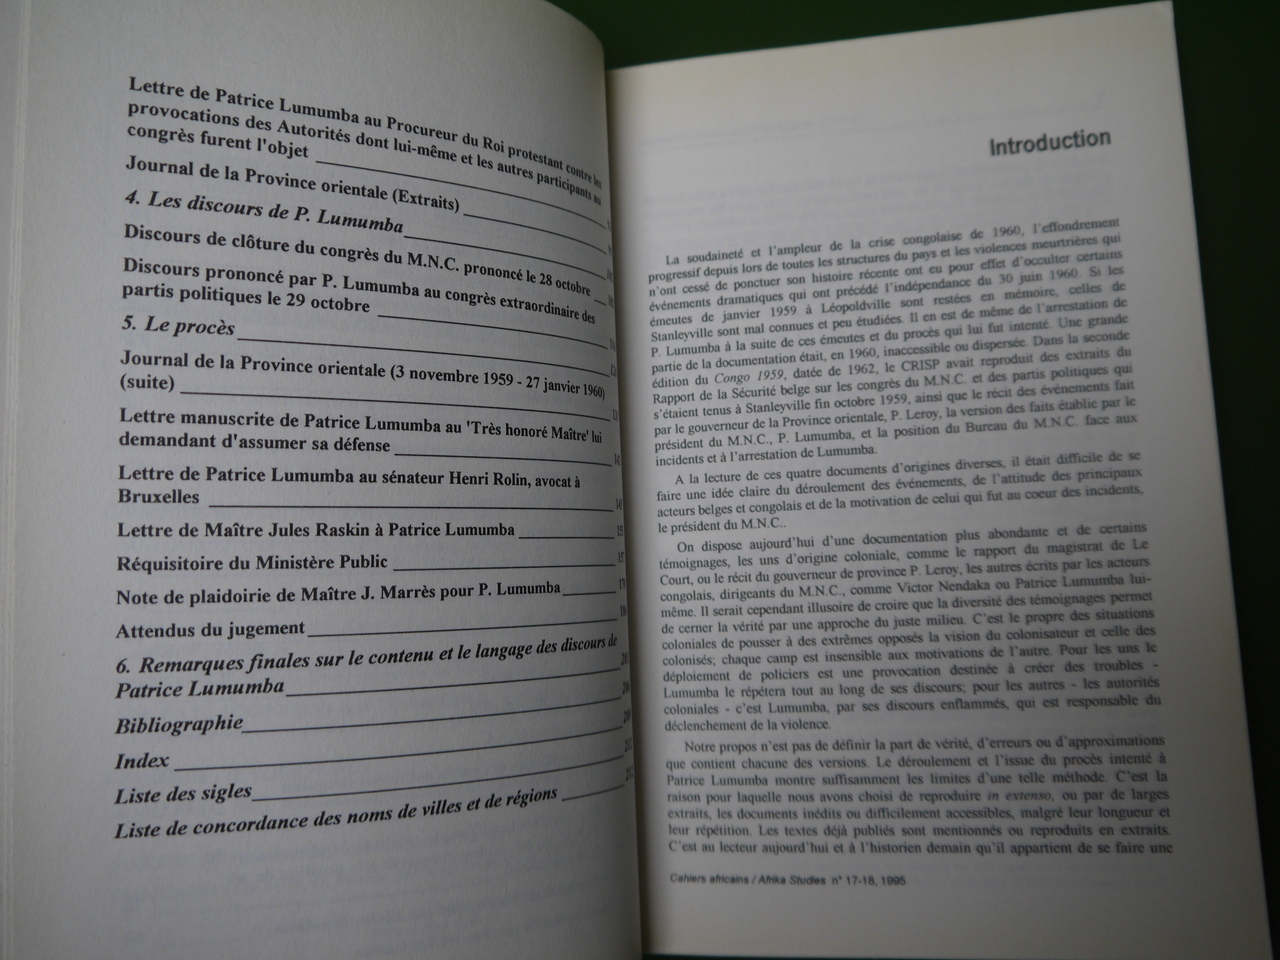 Lettre de Patrice Lumumba au Procureur du Roi protestant contre les
provocations des Autorités dont lui-même et les autres participants au
congrès furent l'objet
Journal de la Province orientale (Extraits)
4. Les discours de P. Lumumba
Discours de clôture du congrès du M.N.C. prononcé le 28 octobre
Discours prononcé par P. Lumumba au congrès extraordinaire des
partis politiques le 29 octobre
5. Le procès
Journal de la Province orientale (3 novembre 1959 - 27 janvier 1960)
(suite)
Lettre manuscrite de Patrice Lumumba au 'Très honoré Maître' lui
demandant d'assumer sa défense
Lettre de Patrice Lumumba au sénateur Henri Rolin, avocat à
Bruxelles
Lettre de Maître Jules Raskin à Patrice Lumumba
Réquisitoire du Ministère Public
Note de plaidoirie de Maître J. Marrès pour P. Lumumba
Attendus du jugement
6. Remarques finales sur le contenu et le langage des discours de
Patrice Lumumba
Bibliographie
Index
Liste des sigles
Liste de concordance des noms de villes et de régions
Introduction
La soudaineté et l'ampleur de la crise congolaise de 1960, l'effondrement
progressif depuis lors de toutes les structures du pays et les violences meurtrières qui
n'ont cessé de ponctuer son histoire récente ont eu pour effet d'occulter certains
événements dramatiques qui ont précédé l'indépendance du 30 juin 1960. Si les
émeutes de janvier 1959 à Léopoldville sont restées en mémoire, celles de
Stanleyville sont mal connues et peu étudiées. Il en est de même de l'arrestation de
P. Lumumba à la suite de ces émeutes et du procès qui lui fut intenté. Une grande
partie de la documentation était, en 1960, inaccessible ou dispersée. Dans la seconde
édition du Congo 1959, datée de 1962, le CRISP avait reproduit des extraits du
Rapport de la Sécurité belge sur les congrès du M.N.C. et des partis politiques qui
s'étaient tenus à Stanleyville fin octobre 1959, ainsi que le récit des événements fait
par le gouverneur de la Province orientale, P. Leroy, la version des faits établie par le
président du M.N.C., P. Lumumba, et la position du Bureau du M.N.C. face aux
incidents et à l'arrestation de Lumumba.
A la lecture de ces quatre documents d'origines diverses, il était difficile de se
faire une idée claire du déroulement des événements, de l'attitude des principaux
acteurs belges et congolais et de la motivation de celui qui fut au coeur des incidents,
le président du M.N.C..
On dispose aujourd'hui d'une documentation plus abondante et de certains
témoignages, les uns d'origine coloniale, comme le rapport du magistrat de Le
Court, ou le récit du gouverneur de province P. Leroy, les autres écrits par les acteurs
congolais, dirigeants du M.N.C., comme Victor Nendaka ou Patrice Lumumba lui-
même. Il serait cependant illusoire de croire que la diversité des témoignages permet
de cerner la vérité par une approche du juste milieu. C'est le propre des situations
coloniales de pousser à des extrêmes opposés la vision du colonisateur et celle des
colonisés; chaque camp est insensible aux motivations de l'autre. Pour les uns le
déploiement de policiers est une provocation destinée à créer des troubles -
Lumumba le répétera tout au long de ses discours; pour les autres - les autorités
coloniales - c'est Lumumba, par ses discours enflammés, qui est responsable du
déclenchement de la violence.
Notre propos n'est pas de définir la part de vérité, d'erreurs ou d'approximations
que contient chacune des versions. Le déroulement et l'issue du procès intenté à
Patrice Lumumba montre suffisamment les limites d'une telle méthode. C'est la
raison pour laquelle nous avons choisi de reproduire in extenso, ou par de larges
extraits, les documents inédits ou difficilement accessibles, malgré leur longueur et
leur répétition. Les textes déjà publiés sont mentionnés ou reproduits en extraits.
C'est au lecteur aujourd'hui et à l'historien demain qu'il appartient de se faire une
Cahiers africains / Afrika Studies n° 17-18, 1995